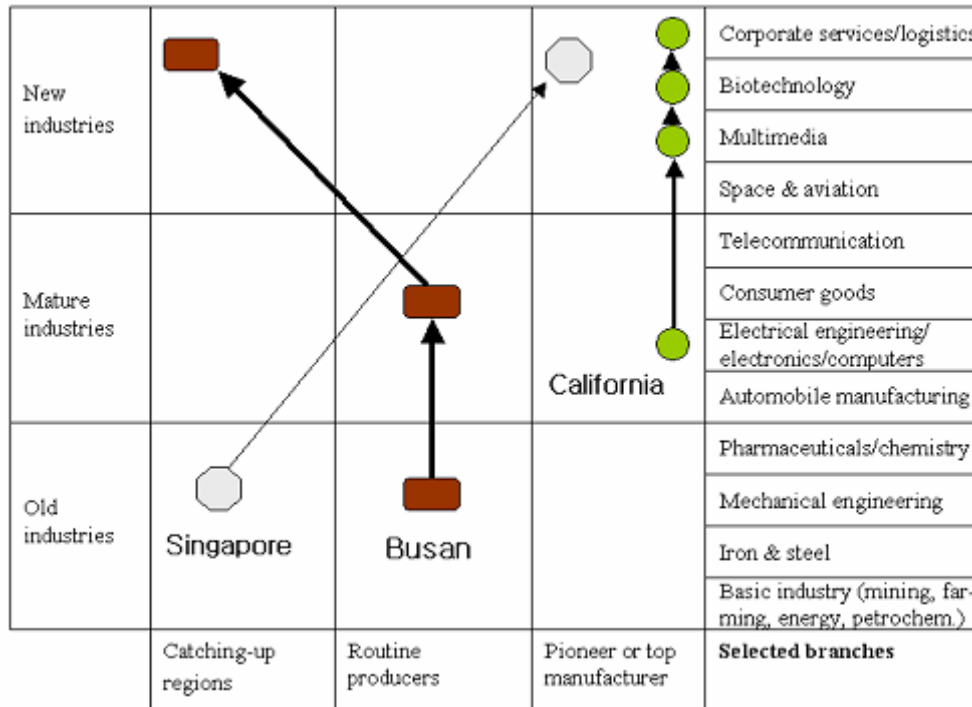 Corporate services/logistics
New
industries
Biotechnology
Multimedia
Space & aviation
Telecommunication
Mature
industries
Consumer goods
Electrical engineering/
electronics/computers
California
Automobile manufacturing
Pharmaceuticals/chemistry
Old
industries
Mechanical engineering
Singapore
Busan
Iron & steel
Basic industry (mining, far-
ming, energy, petrochem.)
Catching-up
regions
Routine
producers
Pioneer or top
manufacturer
Selected branches